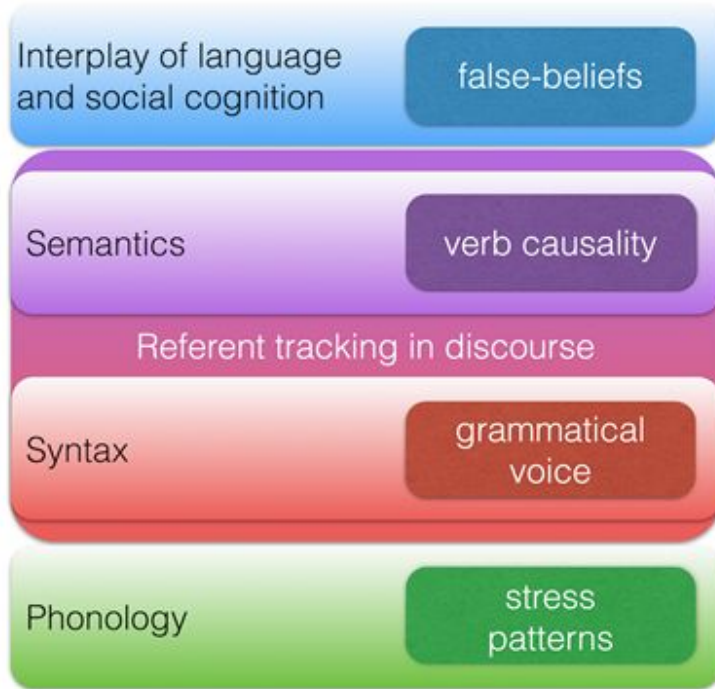 Interplay of language
and social cognition
false-beliefs
Semantics
verb causality
Referent tracking in discourse
Syntax
grammatical
voice
Phonology
stress
patterns